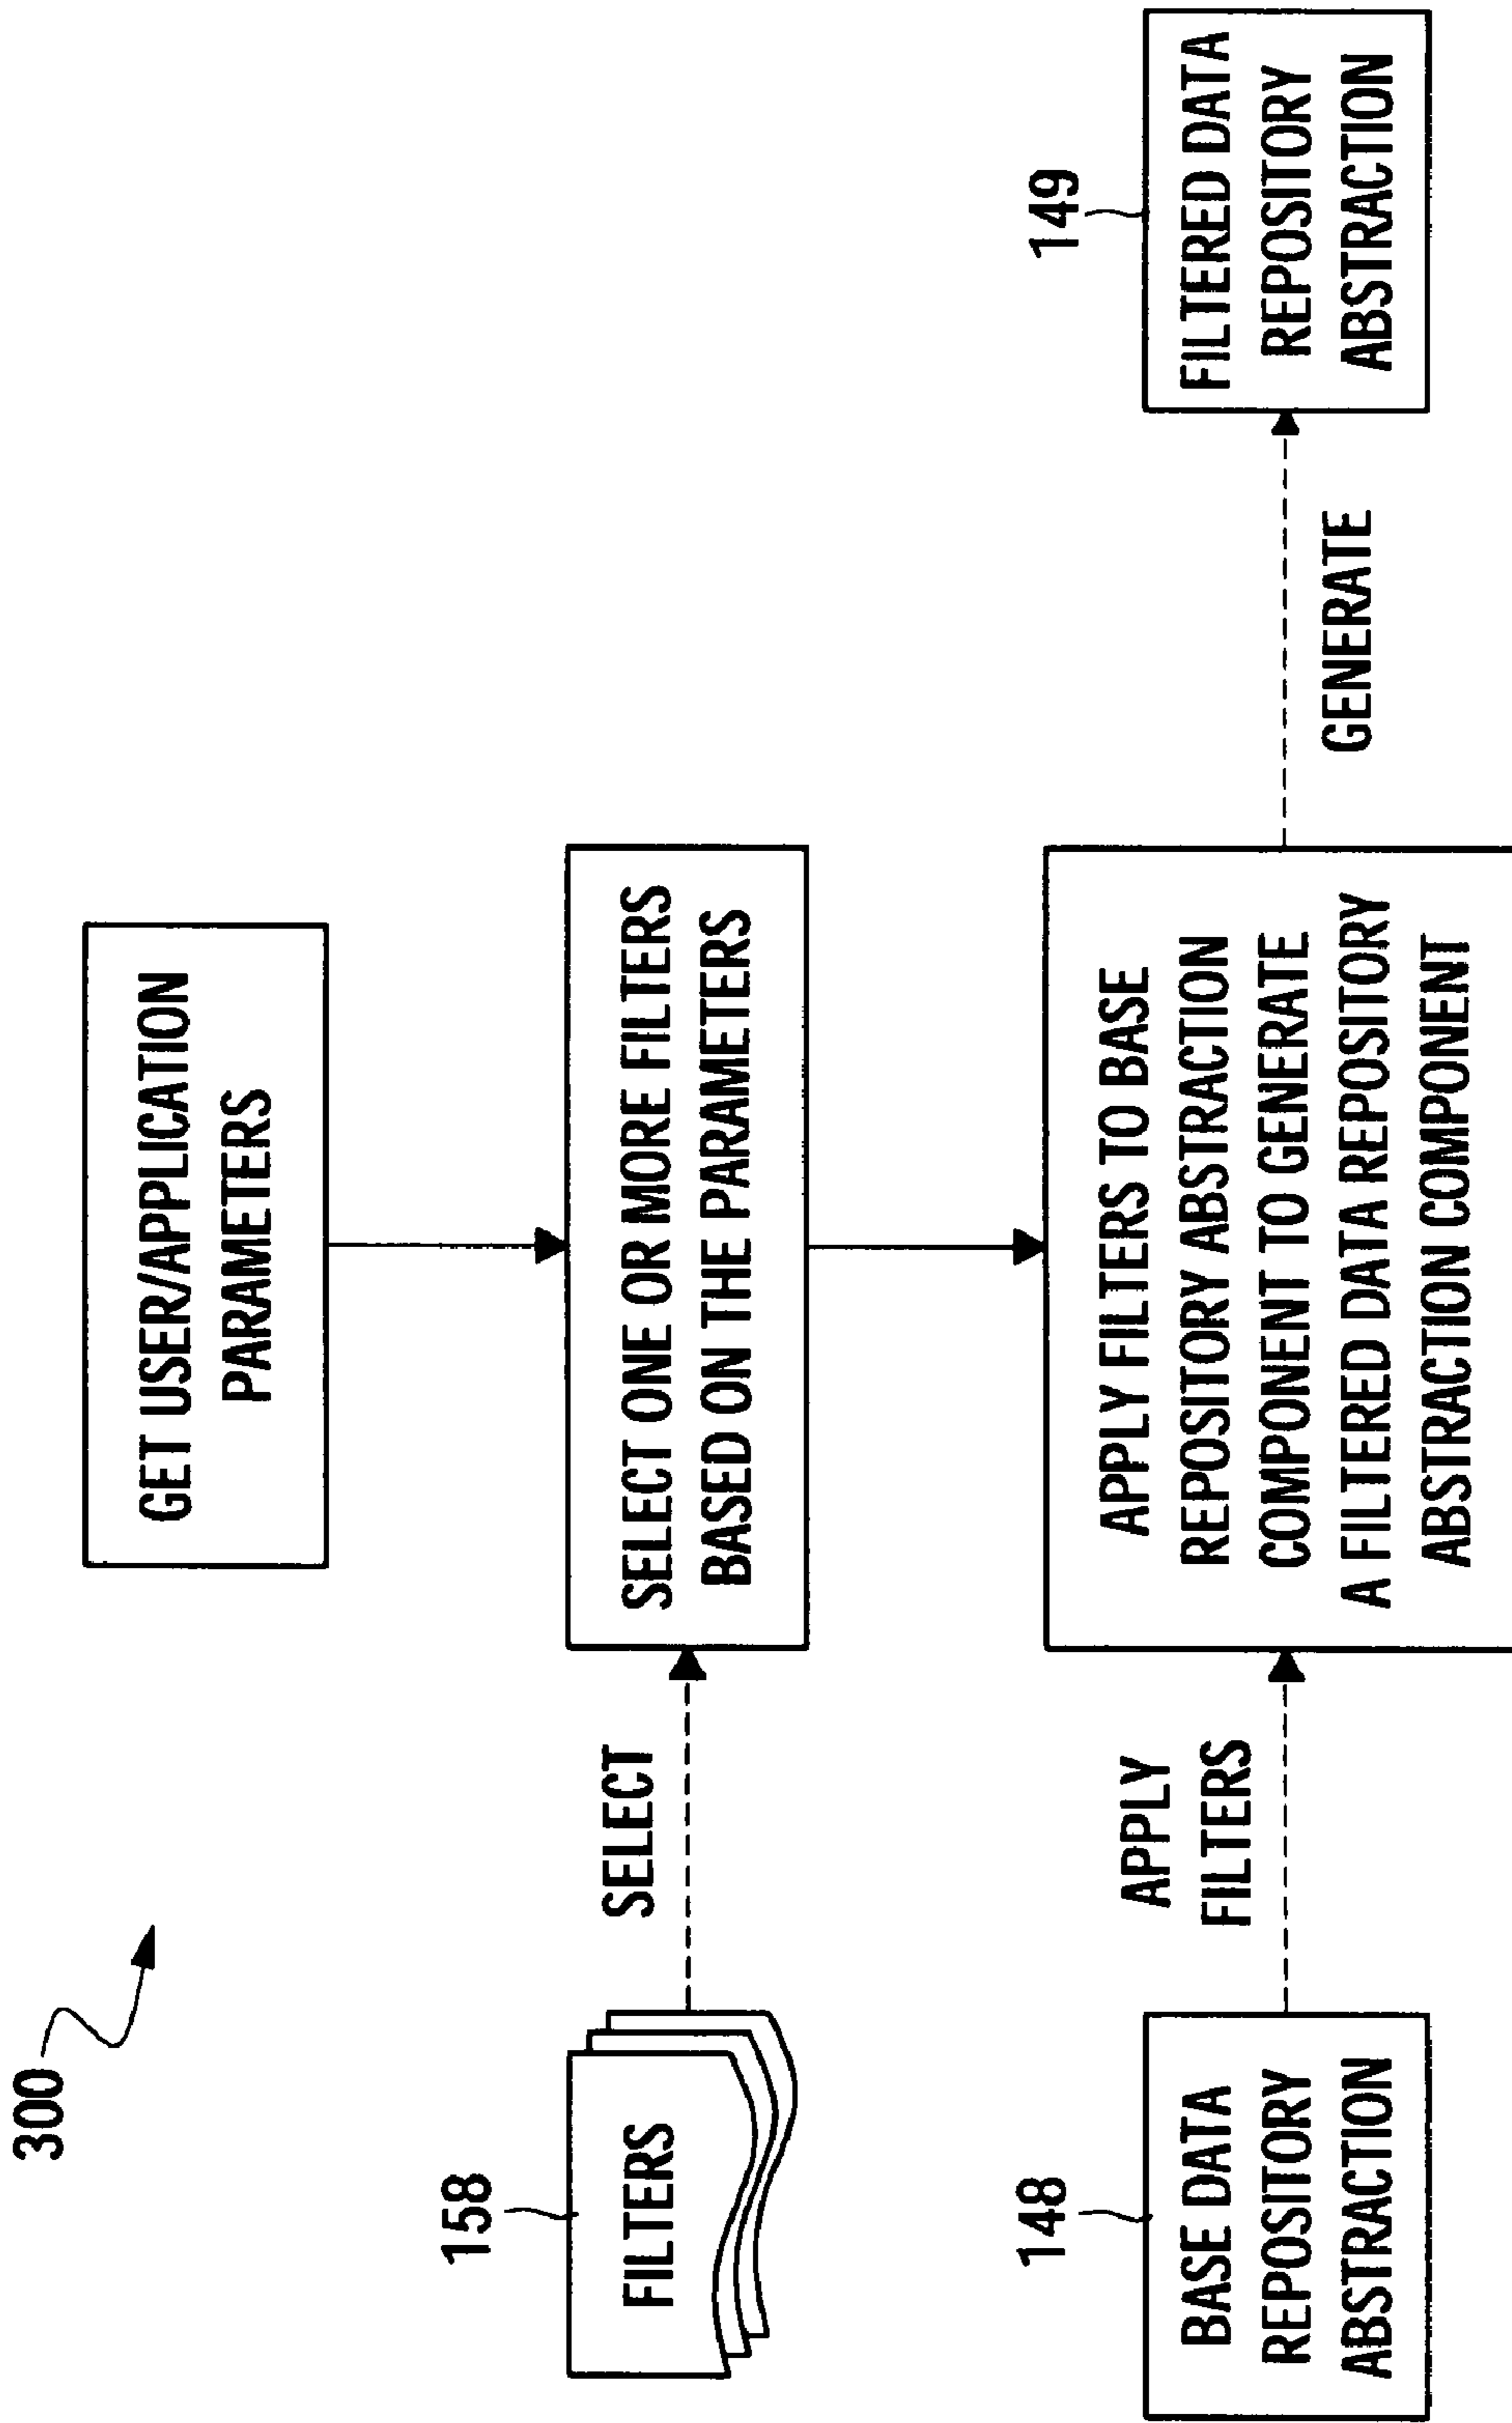 300
GET USER/APPLICATION
PARAMETERS
158
FILTERS
SELECT
SELECT ONE OR MORE FILTERS
BASED ON THE PARAMETERS
148
BASE DATA
REPOSITORY
ABSTRACTION
APPLY
FILTERS
APPLY FILTERS TO BASE
REPOSITORY ABSTRACTION
COMPONENT TO GENERATE
A FILTERED DATA REPOSITORY
ABSTRACTION COMPONENT
GENERATE
149
FILTERED DATA
REPOSITORY
ABSTRACTION